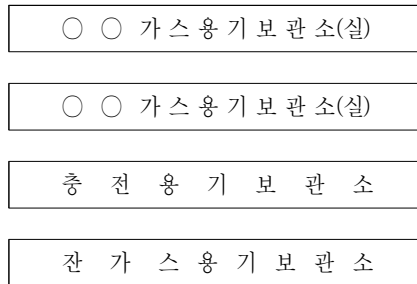 ○ ○ 가 스 용 기 보 관 소(실)
○ ○ 가 스 용 기 보 관 소(실)
충 전 용 기 보 관 소
잔 가 스 용 기 보 관 소